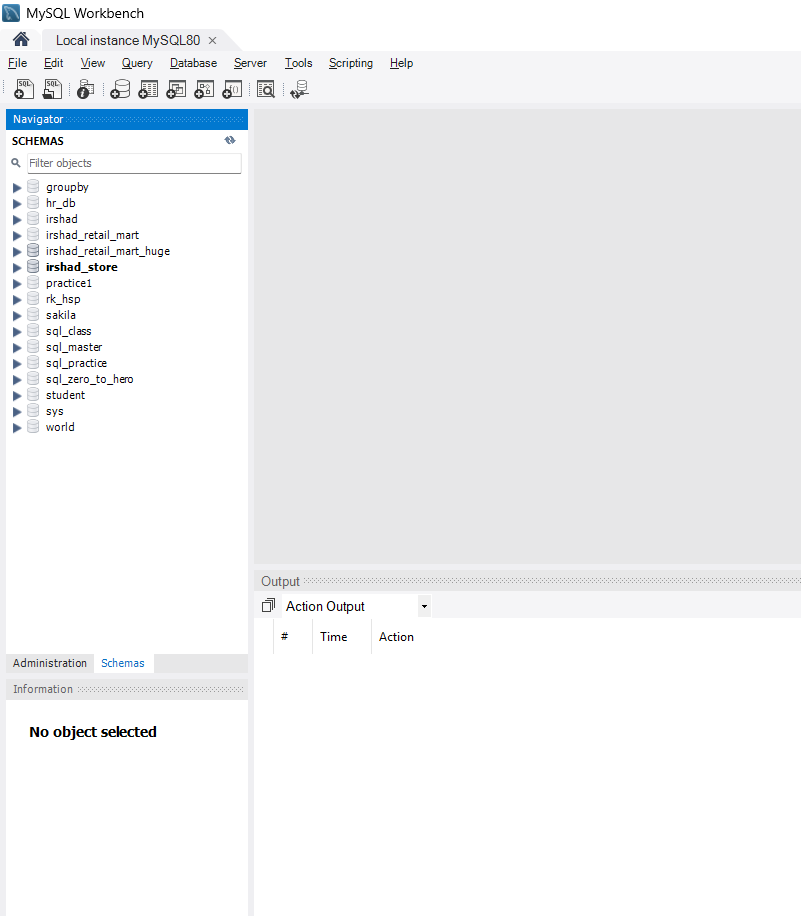 MySQL Workbench
Local instance MySQL80
File Edit View Query Database Server Tools Scripting Help
SQL SQL
Navigator
SCHEMAS
Filter objects
groupby
hr_db
irshad
irshad_retail_mart
irshad_retail_mart_huge
irshad_store
practice1
rk_hsp
sakila
sql_class
sql_master
sql_practice
sql_zero_to_hero
student
sys
world
Output
Action Output
# Time Action
Administration Schemas
Information
No object selected